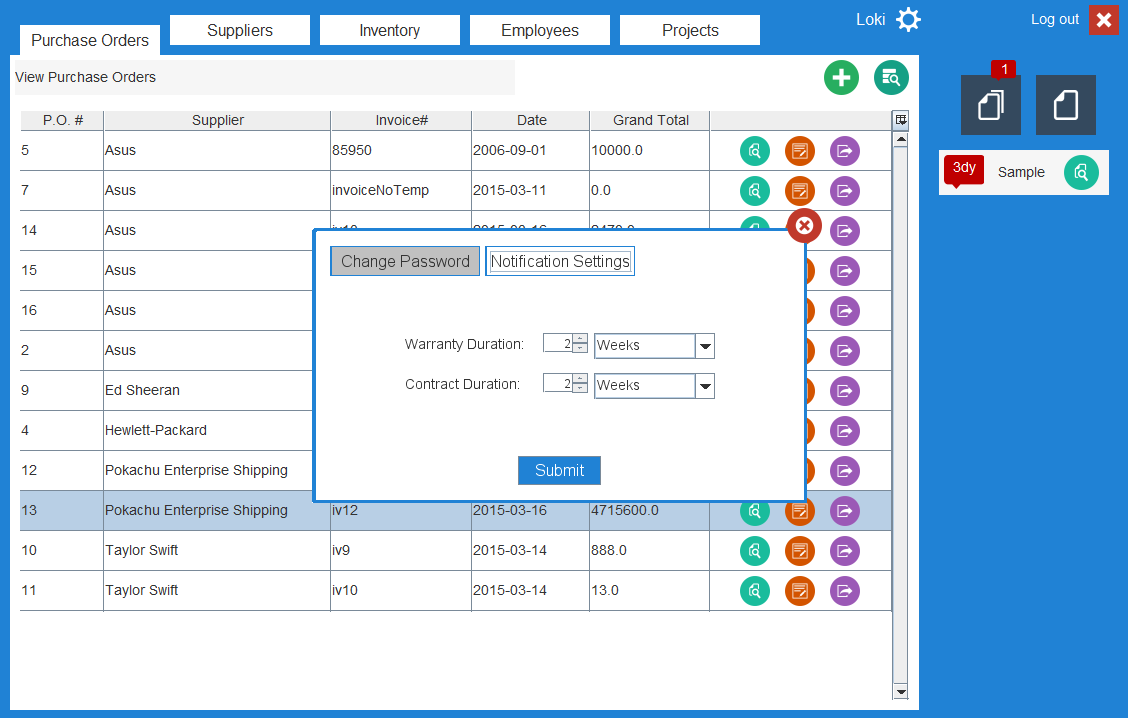 Purchase Orders
Suppliers
Inventory
Employees
Projects
Loki
Log out
View Purchase Orders
1
3dy
Sample
P.O. # Supplier Invoice# Date Grand Total
5 Asus 85950 2006-09-01 10000.0
7 Asus invoiceNoTemp 2015-03-11 0.0
14 Asus
15 Asus
16 Asus
2 Asus
9 Ed Sheeran
4 Hewlett-Packard
12 Pokachu Enterprise Shipping
13 Pokachu Enterprise Shipping iv12 2015-03-16 4715600.0
10 Taylor Swift iv9 2015-03-14 888.0
11 Taylor Swift iv10 2015-03-14 13.0
Change Password
Notification Settings
Warranty Duration: 2 Weeks
Contract Duration: 2 Weeks
Submit